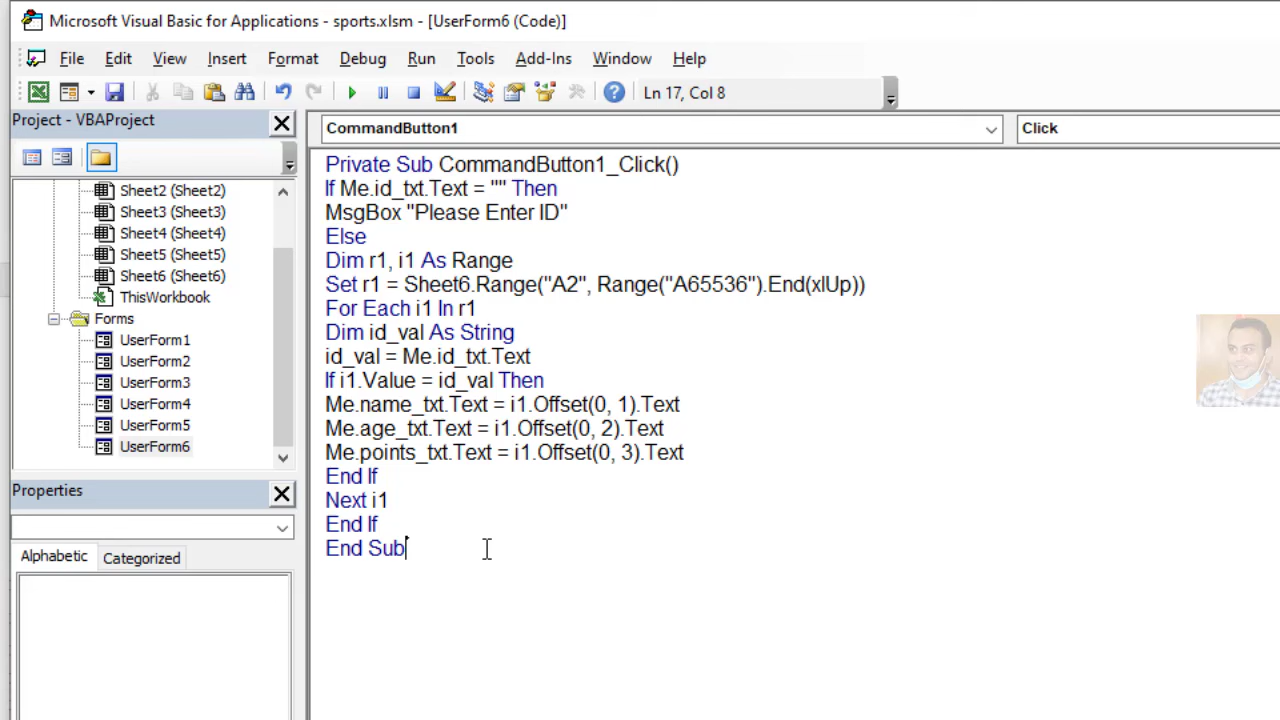 Microsoft Visual Basic for Applications - sports.xlsm - [UserForm6 (Code)]
File Edit View Insert Format Debug Run Tools Add-Ins Window Help
Ln 17, Col 8
Project - VBAProject
Sheet2 (Sheet2)
Sheet3 (Sheet3)
Sheet4 (Sheet4)
Sheet5 (Sheet5)
Sheet6 (Sheet6)
ThisWorkbook
Forms
UserForm1
UserForm2
UserForm3
UserForm4
UserForm5
UserForm6
Properties
Alphabetic Categorized
CommandButton1 Click
Private Sub CommandButton1_Click()
If Me.id_txt.Text = "" Then
MsgBox "Please Enter ID"
Else
Dim r1, i1 As Range
Set r1 = Sheet6.Range("A2", Range("A65536").End(xlUp))
For Each i1 In r1
Dim id_val As String
id_val = Me.id_txt.Text
If i1.Value = id_val Then
Me.name_txt.Text = i1.Offset(0, 1).Text
Me.age_txt.Text = i1.Offset(0, 2).Text
Me.points_txt.Text = i1.Offset(0, 3).Text
End If
Next i1
End If
End Sub